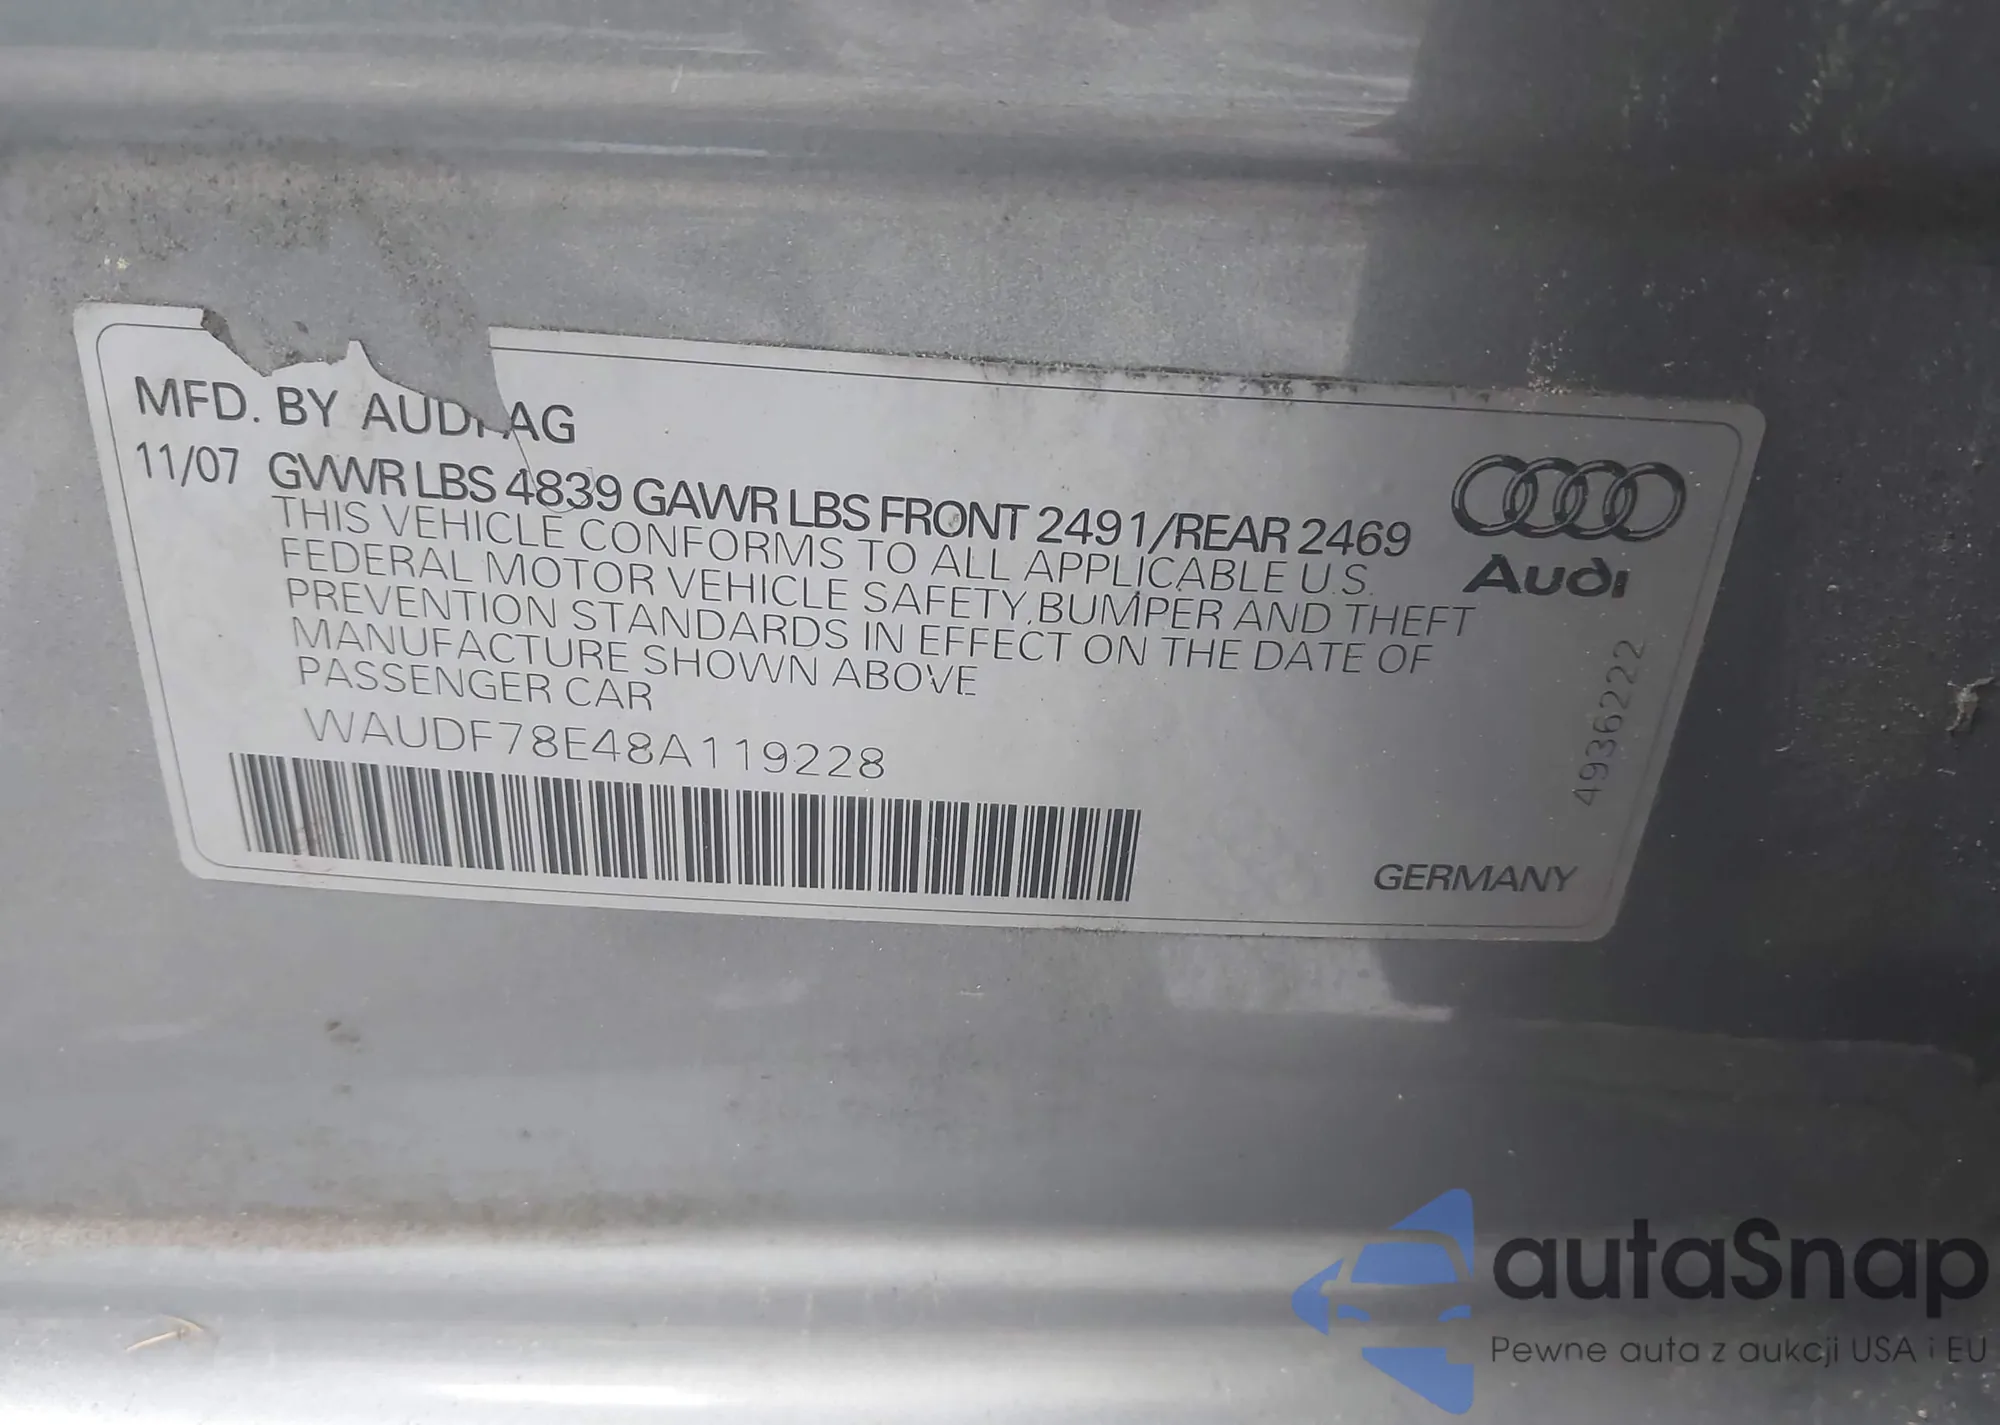 MFD. BY AUDI AG
11/07 GVWR LBS 4839 GAWR LBS FRONT 2491/REAR 2469
THIS VEHICLE CONFORMS TO ALL APPLICABLE U.S.
FEDERAL MOTOR VEHICLE SAFETY, BUMPER AND THEFT
PREVENTION STANDARDS IN EFFECT ON THE DATE OF
MANUFACTURE SHOWN ABOVE
PASSENGER CAR
WAUDF78E48A119228
Audi
4936222
GERMANY
autaSnap
Pewne auta z aukcji USA i EU